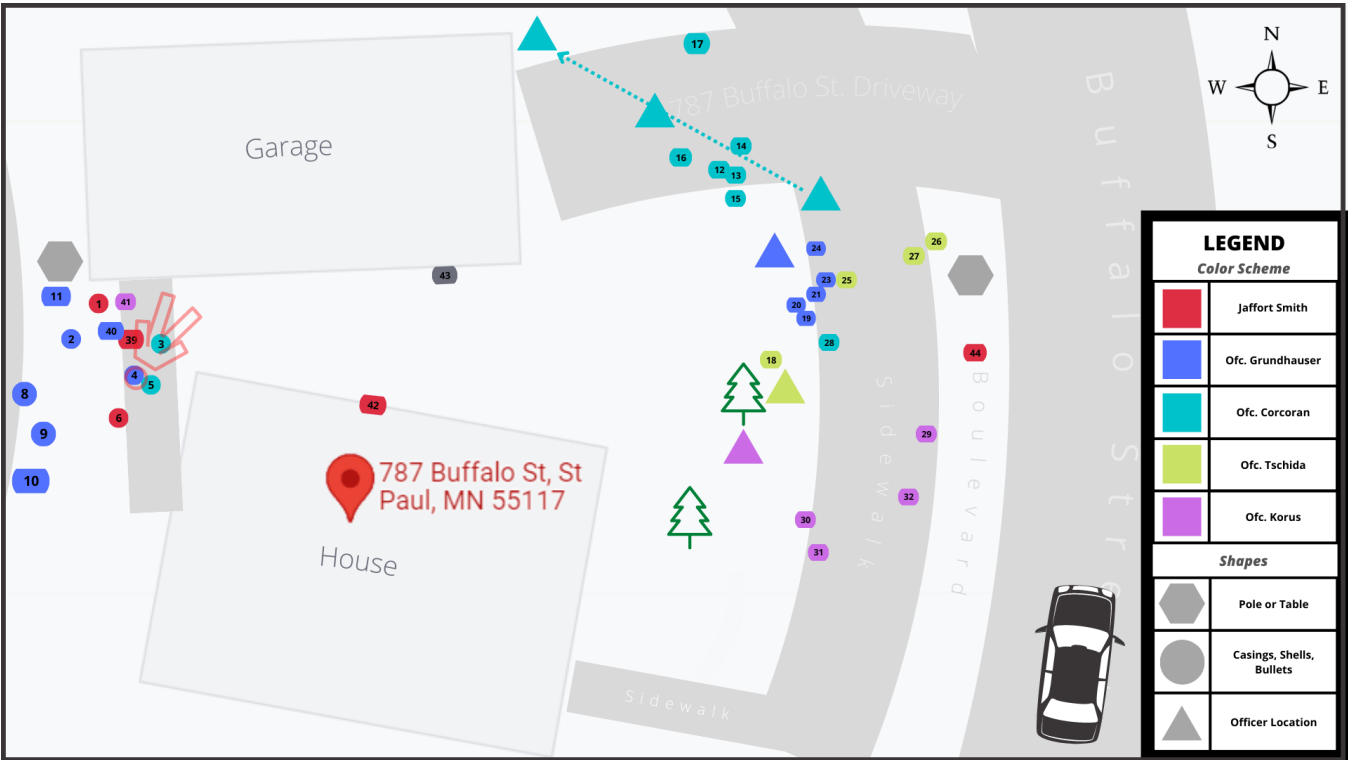 N
W E
S
17
787 Buffalo St. Driveway
Garage
14
16
12
13
15
24
26
27
43
23
25
21
20
19
11
1
41
40
39
2
3
28
18
44
4
5
8
6
42
9
29
10
787 Buffalo St, St
Paul, MN 55117
32
30
31
House
Sidewalk
Boulevard
Buffalo Stre
Sidewalk
LEGEND
Color Scheme
Jaffort Smith
Ofc. Grundhauser
Ofc. Corcoran
Ofc. Tschida
Ofc. Korus
Shapes
Pole or Table
Casings, Shells,
Bullets
Officer Location